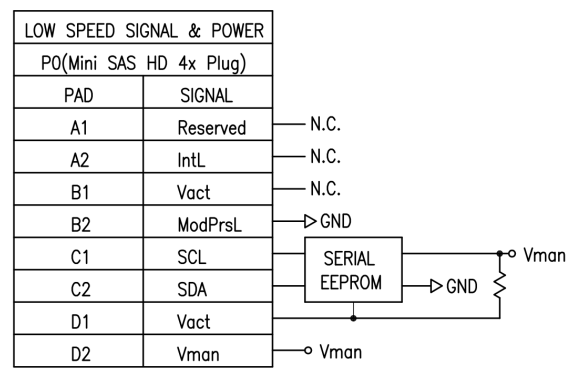 LOW SPEED SIGNAL & POWER
P0(Mini SAS HD 4x Plug)
PAD SIGNAL
A1 Reserved N.C.
A2 IntL N.C.
B1 Vact N.C.
B2 ModPrsL GND
C1 SCL SERIAL Vman
C2 SDA EEPROM GND
D1 Vact
D2 Vman Vman